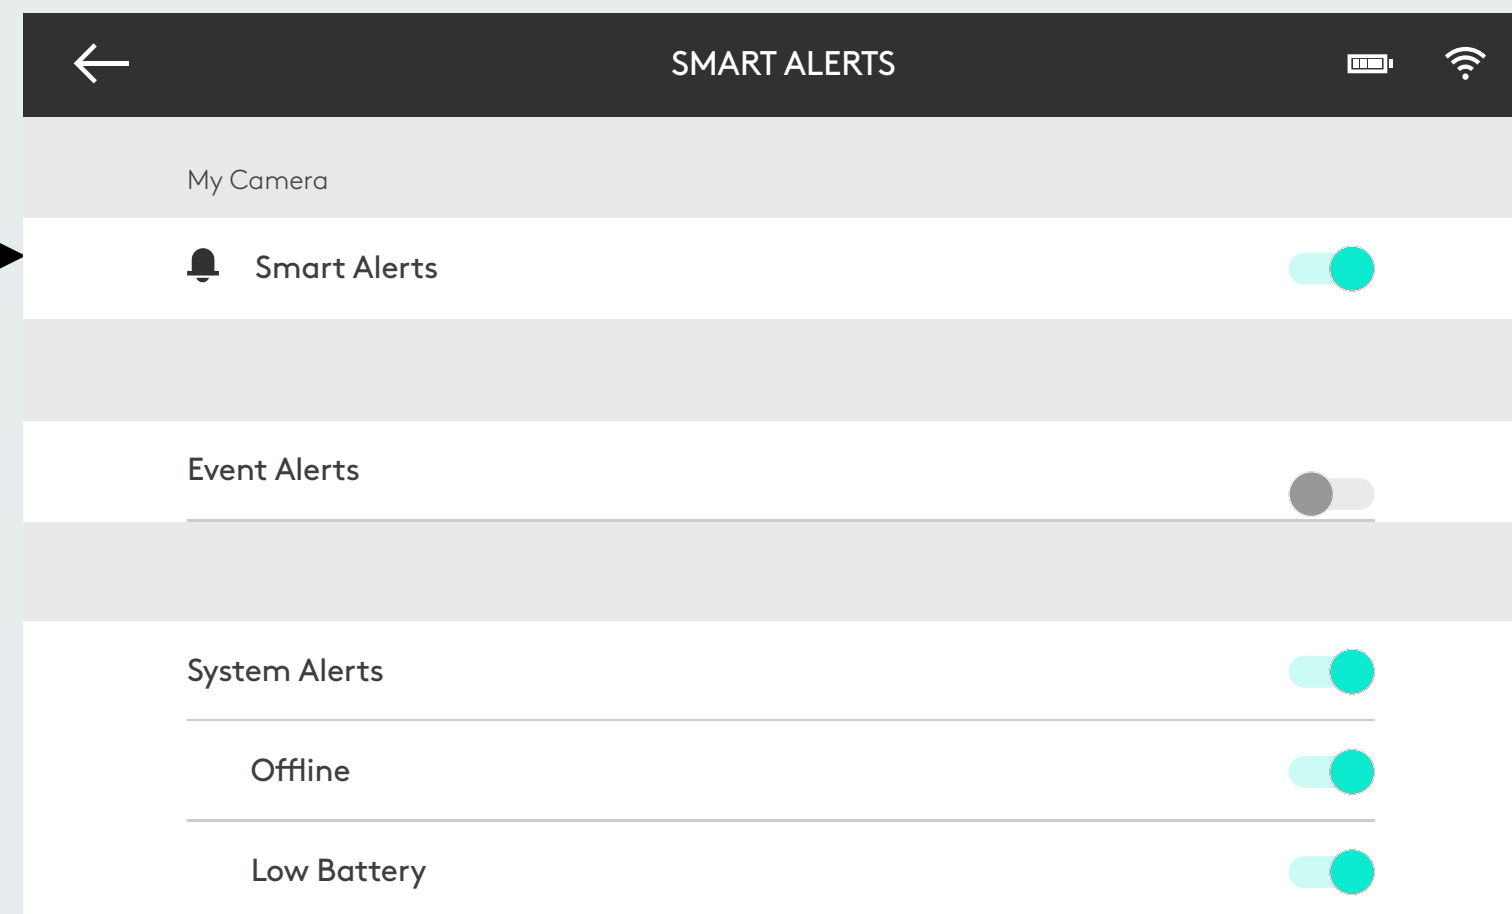 SMART ALERTS
My Camera
Smart Alerts
Event Alerts
System Alerts
Offline
Low Battery